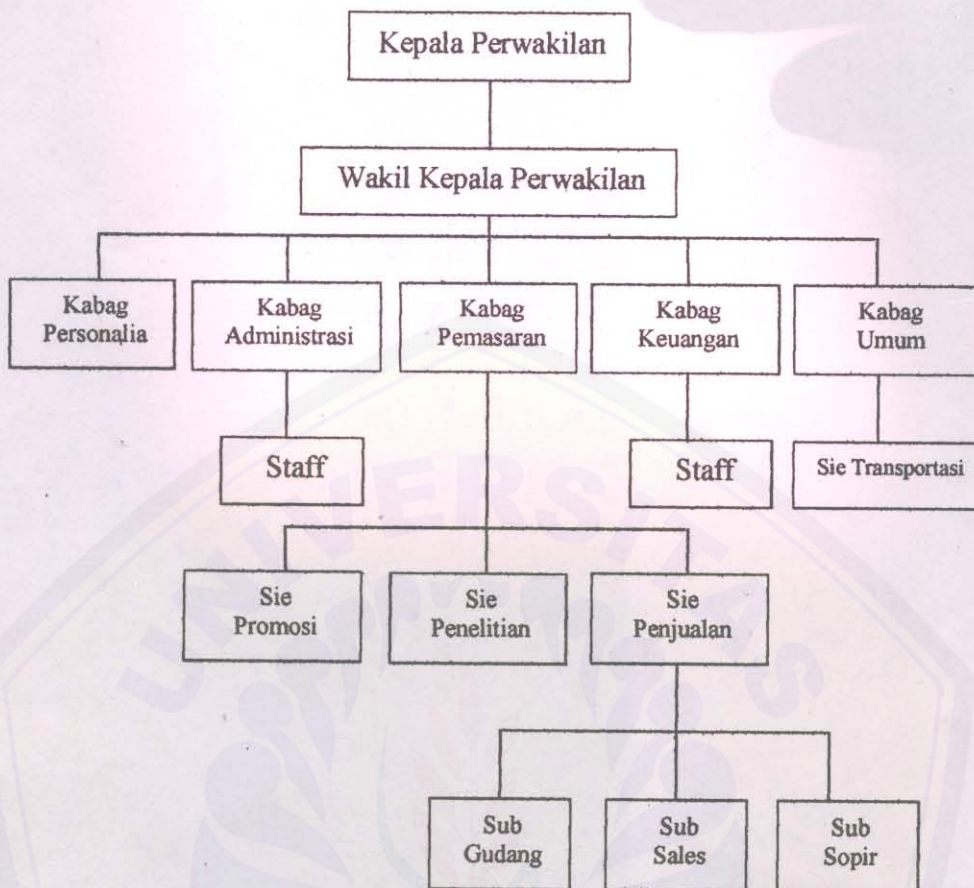 Kepala Perwakilan
Wakil Kepala Perwakilan
Kabag
Personalia
Kabag
Administrasi
Kabag
Pemasaran
Kabag
Keuangan
Kabag
Umum
Staff
Staff
Sie Transportasi
UNIVERSITAS
Sie
Promosi
Sie
Penelitian
Sie
Penjualan
Sub
Gudang
Sub
Sales
Sub
Sopir